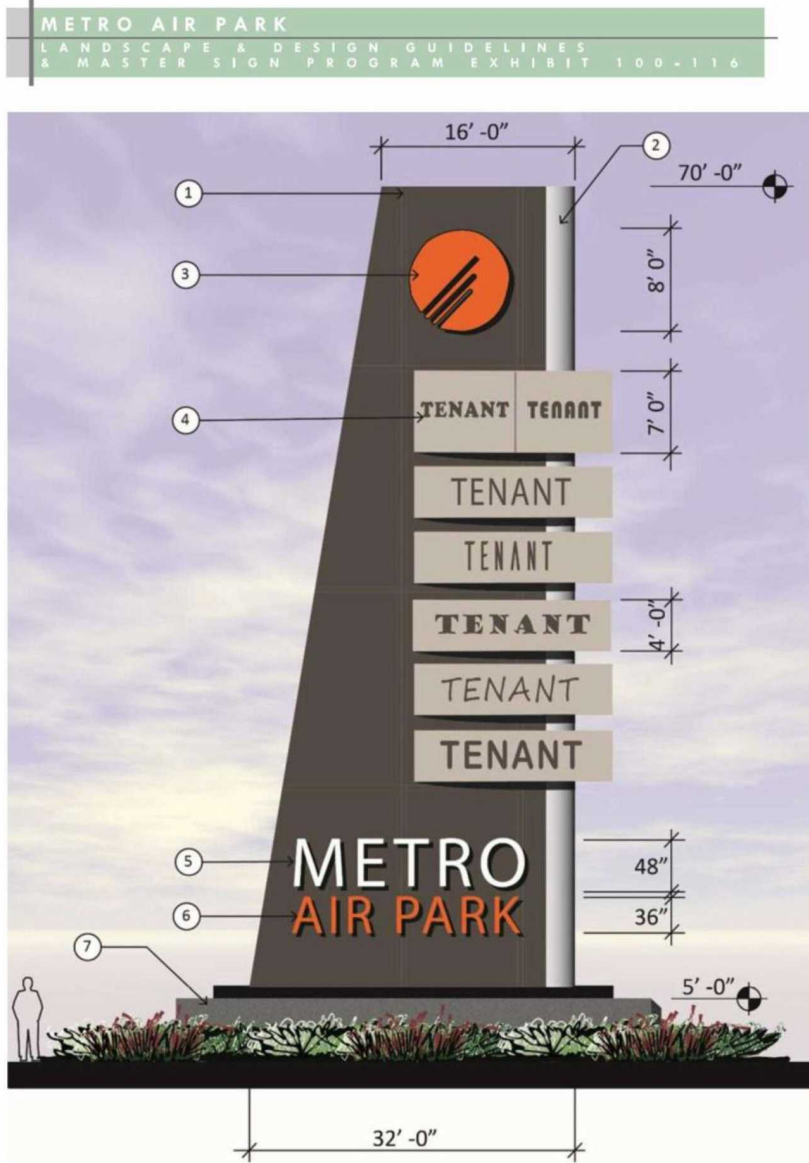 METRO AIR PARK
LANDSCAPE & DESIGN GUIDELINES
& MASTER SIGN PROGRAM EXHIBIT 100-116
16' -0"
2
70' -0"
1
3
8' 0"
4
TENANT TENANT
7' 0"
TENANT
TENANT
TENANT
4' -0"
TENANT
TENANT
5
METRO
48"
6
AIR PARK
36"
7
5' -0"
32' -0"